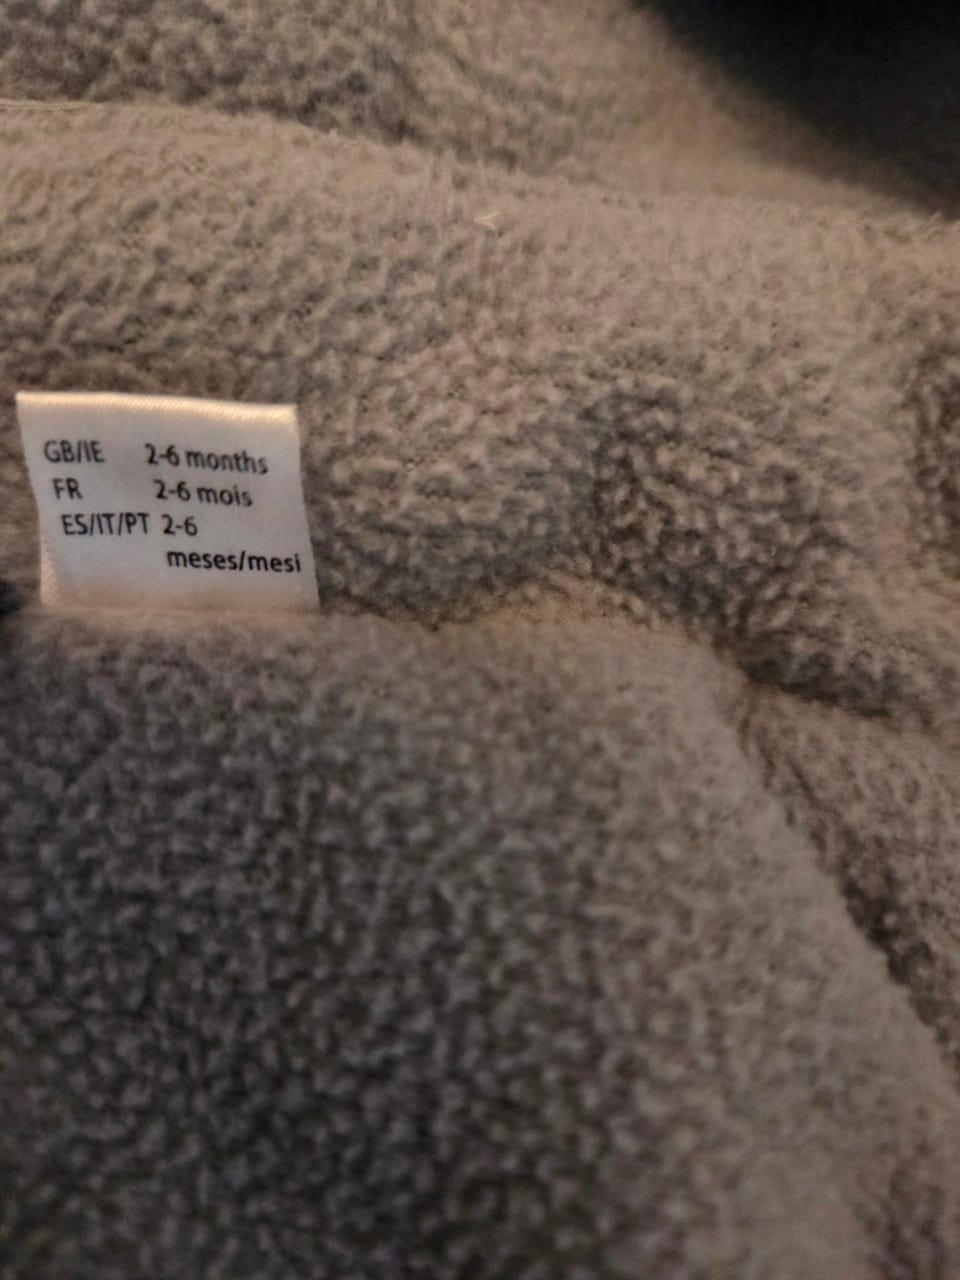 GB/IE 2-6 months
FR 2-6 mois
ES/IT/PT 2-6
meses/mesi